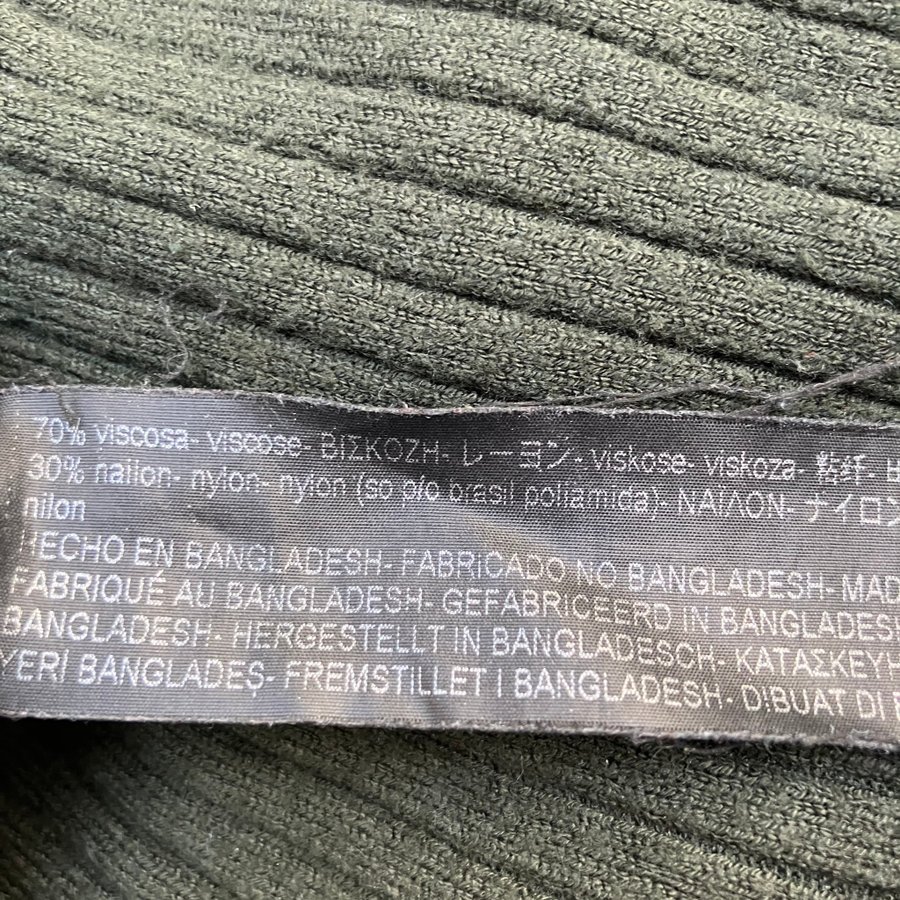 70% viscosa- viscose- ΒΙΣΚΟΖΗ- レーヨン- viskose- viskoza- 粘纤-
30% nailon- nylon- nylon (so p/o brasil poliamida)- ΝΑΪΛΟΝ- ナイロン
nilon
HECHO EN BANGLADESH- FABRICADO NO BANGLADESH- MAD
FABRIQUÉ AU BANGLADESH- GEFABRICEERD IN BANGLADESH
BANGLADESH- HERGESTELLT IN BANGLADESCH- ΚΑΤΑΣΚΕΥΗ
YERI BANGLADEŞ- FREMSTILLET I BANGLADESH- DIBUAT DI